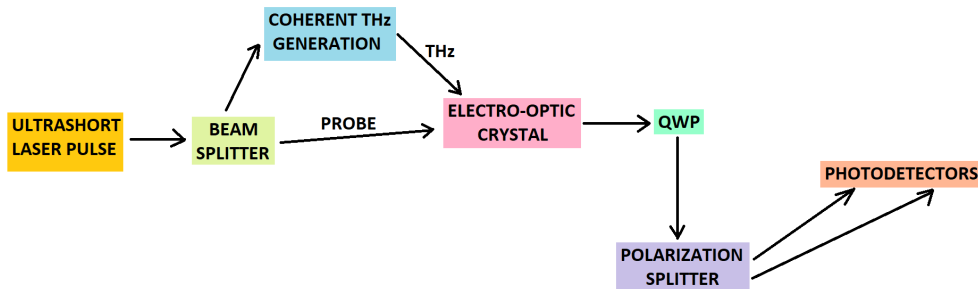 COHERENT THz
GENERATION
THz
ULTRASHORT
LASER PULSE
BEAM
SPLITTER
PROBE
ELECTRO-OPTIC
CRYSTAL
QWP
PHOTODETECTORS
POLARIZATION
SPLITTER